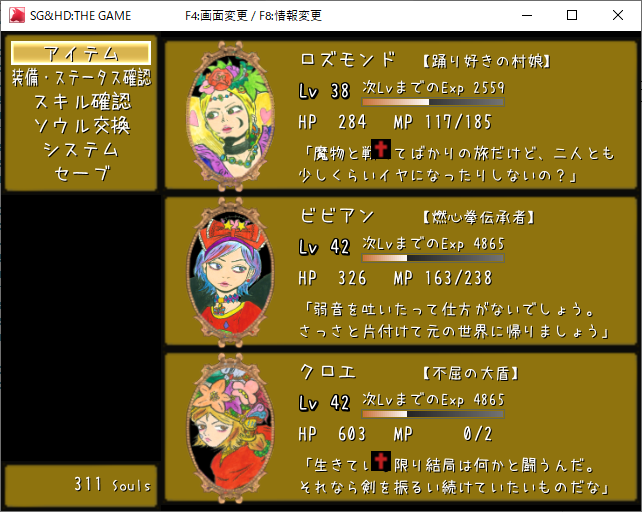 SG&HD:THE GAME F4:画面変更 / F8:情報変更
アイテム
装備・ステータス確認
スキル確認
ソウル交換
システム
セーブ
311 Souls
ロズモンド 【踊り好きの村娘】
Lv 38 次LvまでのExp 2559
HP 284 MP 117/185
「魔物と戦 てばかりの旅だけど、二人とも
少しくらいイヤになったりしないの？」
ビビアン 【燃心拳伝承者】
Lv 42 次LvまでのExp 4865
HP 326 MP 163/238
「弱音を吐いたって仕方がないでしょう。
さっさと片付けて元の世界に帰りましょう」
クロエ 【不屈の大盾】
Lv 42 次LvまでのExp 4865
HP 603 MP 0/2
「生きてい 限り結局は何かと闘うんだ。
それなら剣を振るい続けていたいものだな」